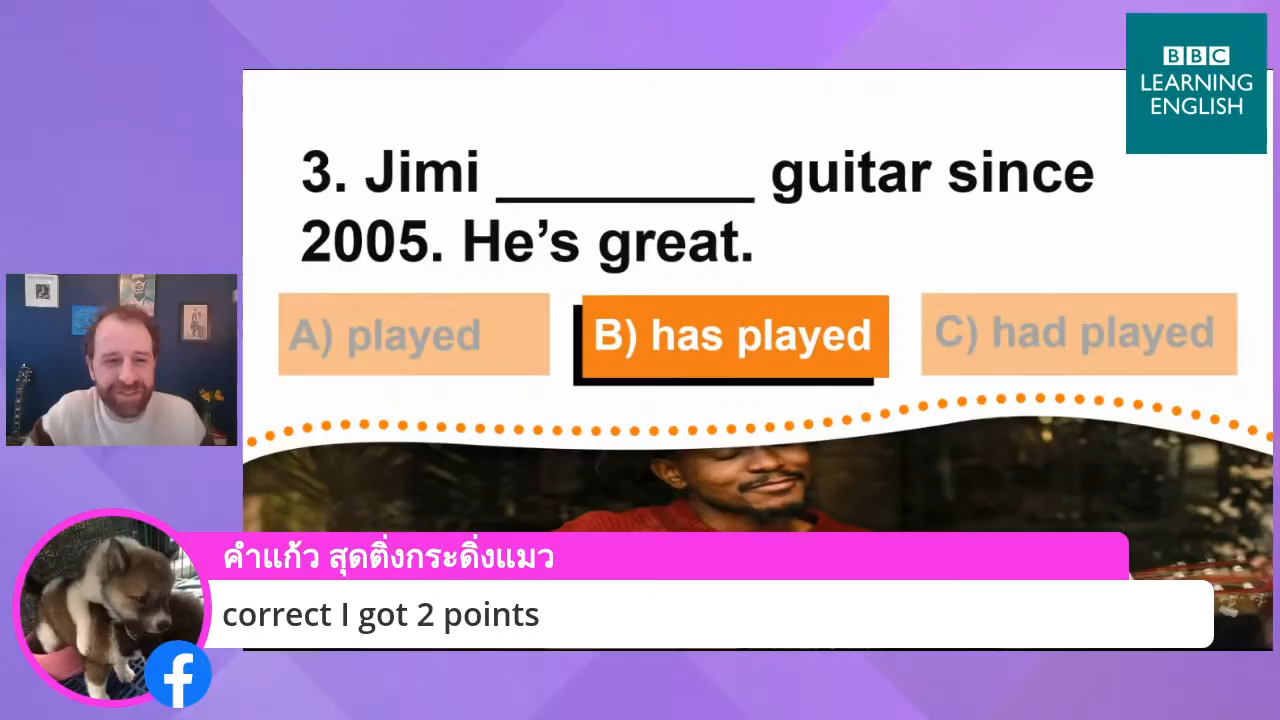 BBC
LEARNING
ENGLISH
3. Jimi _________ guitar since
2005. He’s great.
A) played
B) has played
C) had played
คำแก้ว สุดติ่งกระดิ่งแมว
correct I got 2 points